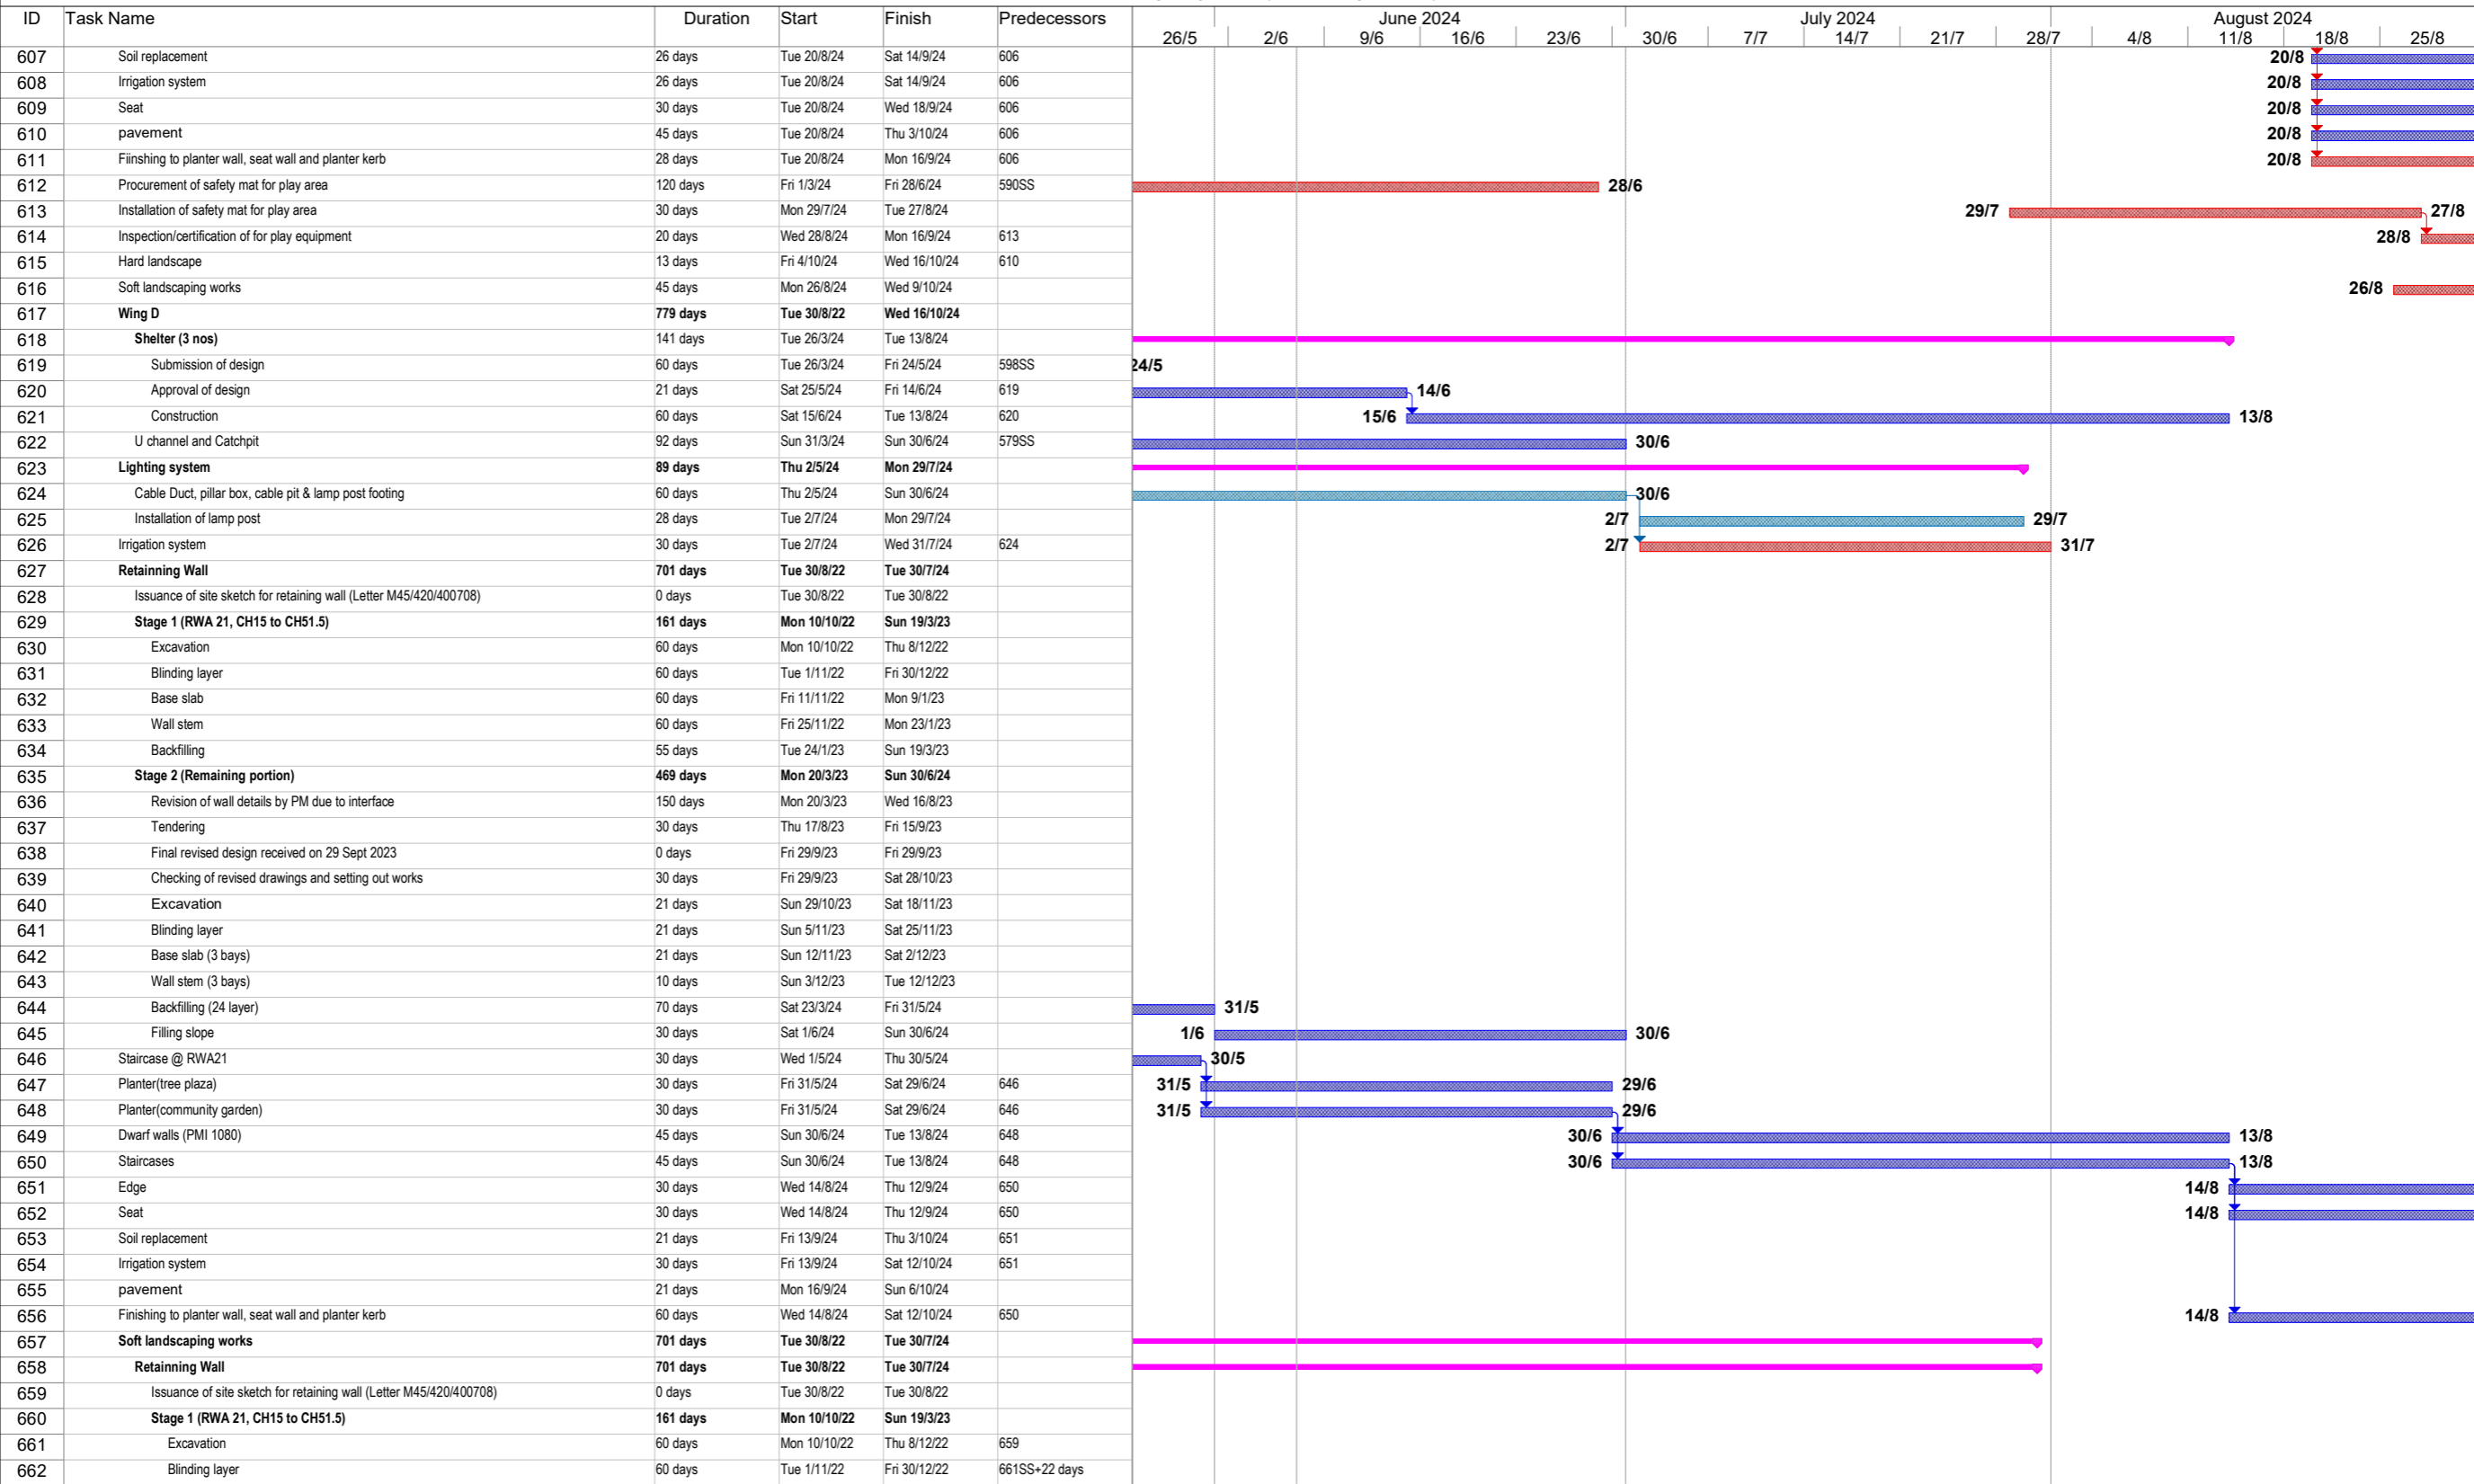 ID Task Name Duration Start Finish Predecessors June 2024 July 2024 August 2024
26/5 2/6 9/6 16/6 23/6 30/6 7/7 14/7 21/7 28/7 4/8 11/8 18/8 25/8
607 Soil replacement 26 days Tue 20/8/24 Sat 14/9/24 606 20/8
608 Irrigation system 26 days Tue 20/8/24 Sat 14/9/24 606 20/8
609 Seat 30 days Tue 20/8/24 Wed 18/9/24 606 20/8
610 pavement 45 days Tue 20/8/24 Thu 3/10/24 606 20/8
611 Fiinshing to planter wall, seat wall and planter kerb 28 days Tue 20/8/24 Mon 16/9/24 606 20/8
612 Procurement of safety mat for play area 120 days Fri 1/3/24 Fri 28/6/24 590SS 28/6
613 Installation of safety mat for play area 30 days Mon 29/7/24 Tue 27/8/24 29/7 27/8
614 Inspection/certification of for play equipment 20 days Wed 28/8/24 Mon 16/9/24 613 28/8
615 Hard landscape 13 days Fri 4/10/24 Wed 16/10/24 610
616 Soft landscaping works 45 days Mon 26/8/24 Wed 9/10/24 26/8
617 Wing D 779 days Tue 30/8/22 Wed 16/10/24
618 Shelter (3 nos) 141 days Tue 26/3/24 Tue 13/8/24
619 Submission of design 60 days Tue 26/3/24 Fri 24/5/24 598SS 24/5
620 Approval of design 21 days Sat 25/5/24 Fri 14/6/24 619 14/6
621 Construction 60 days Sat 15/6/24 Tue 13/8/24 620 15/6 13/8
622 U channel and Catchpit 92 days Sun 31/3/24 Sun 30/6/24 579SS 30/6
623 Lighting system 89 days Thu 2/5/24 Mon 29/7/24
624 Cable Duct, pillar box, cable pit & lamp post footing 60 days Thu 2/5/24 Sun 30/6/24 30/6
625 Installation of lamp post 28 days Tue 2/7/24 Mon 29/7/24 2/7 29/7
626 Irrigation system 30 days Tue 2/7/24 Wed 31/7/24 624 2/7 31/7
627 Retainning Wall 701 days Tue 30/8/22 Tue 30/7/24
628 Issuance of site sketch for retaining wall (Letter M45/420/400708) 0 days Tue 30/8/22 Tue 30/8/22
629 Stage 1 (RWA 21, CH15 to CH51.5) 161 days Mon 10/10/22 Sun 19/3/23
630 Excavation 60 days Mon 10/10/22 Thu 8/12/22
631 Blinding layer 60 days Tue 1/11/22 Fri 30/12/22
632 Base slab 60 days Fri 11/11/22 Mon 9/1/23
633 Wall stem 60 days Fri 25/11/22 Mon 23/1/23
634 Backfilling 55 days Tue 24/1/23 Sun 19/3/23
635 Stage 2 (Remaining portion) 469 days Mon 20/3/23 Sun 30/6/24
636 Revision of wall details by PM due to interface 150 days Mon 20/3/23 Wed 16/8/23
637 Tendering 30 days Thu 17/8/23 Fri 15/9/23
638 Final revised design received on 29 Sept 2023 0 days Fri 29/9/23 Fri 29/9/23
639 Checking of revised drawings and setting out works 30 days Fri 29/9/23 Sat 28/10/23
640 Excavation 21 days Sun 29/10/23 Sat 18/11/23
641 Blinding layer 21 days Sun 5/11/23 Sat 25/11/23
642 Base slab (3 bays) 21 days Sun 12/11/23 Sat 2/12/23
643 Wall stem (3 bays) 10 days Sun 3/12/23 Tue 12/12/23
644 Backfilling (24 layer) 70 days Sat 23/3/24 Fri 31/5/24 31/5
645 Filling slope 30 days Sat 1/6/24 Sun 30/6/24 1/6 30/6
646 Staircase @ RWA21 30 days Wed 1/5/24 Thu 30/5/24 30/5
647 Planter(tree plaza) 30 days Fri 31/5/24 Sat 29/6/24 646 31/5 29/6
648 Planter(community garden) 30 days Fri 31/5/24 Sat 29/6/24 646 31/5 29/6
649 Dwarf walls (PMI 1080) 45 days Sun 30/6/24 Tue 13/8/24 648 30/6 13/8
650 Staircases 45 days Sun 30/6/24 Tue 13/8/24 648 30/6 13/8
651 Edge 30 days Wed 14/8/24 Thu 12/9/24 650 14/8
652 Seat 30 days Wed 14/8/24 Thu 12/9/24 650 14/8
653 Soil replacement 21 days Fri 13/9/24 Thu 3/10/24 651
654 Irrigation system 30 days Fri 13/9/24 Sat 12/10/24 651
655 pavement 21 days Mon 16/9/24 Sun 6/10/24
656 Finishing to planter wall, seat wall and planter kerb 60 days Wed 14/8/24 Sat 12/10/24 650 14/8
657 Soft landscaping works 701 days Tue 30/8/22 Tue 30/7/24
658 Retainning Wall 701 days Tue 30/8/22 Tue 30/7/24
659 Issuance of site sketch for retaining wall (Letter M45/420/400708) 0 days Tue 30/8/22 Tue 30/8/22
660 Stage 1 (RWA 21, CH15 to CH51.5) 161 days Mon 10/10/22 Sun 19/3/23
661 Excavation 60 days Mon 10/10/22 Thu 8/12/22 659
662 Blinding layer 60 days Tue 1/11/22 Fri 30/12/22 661SS+22 days